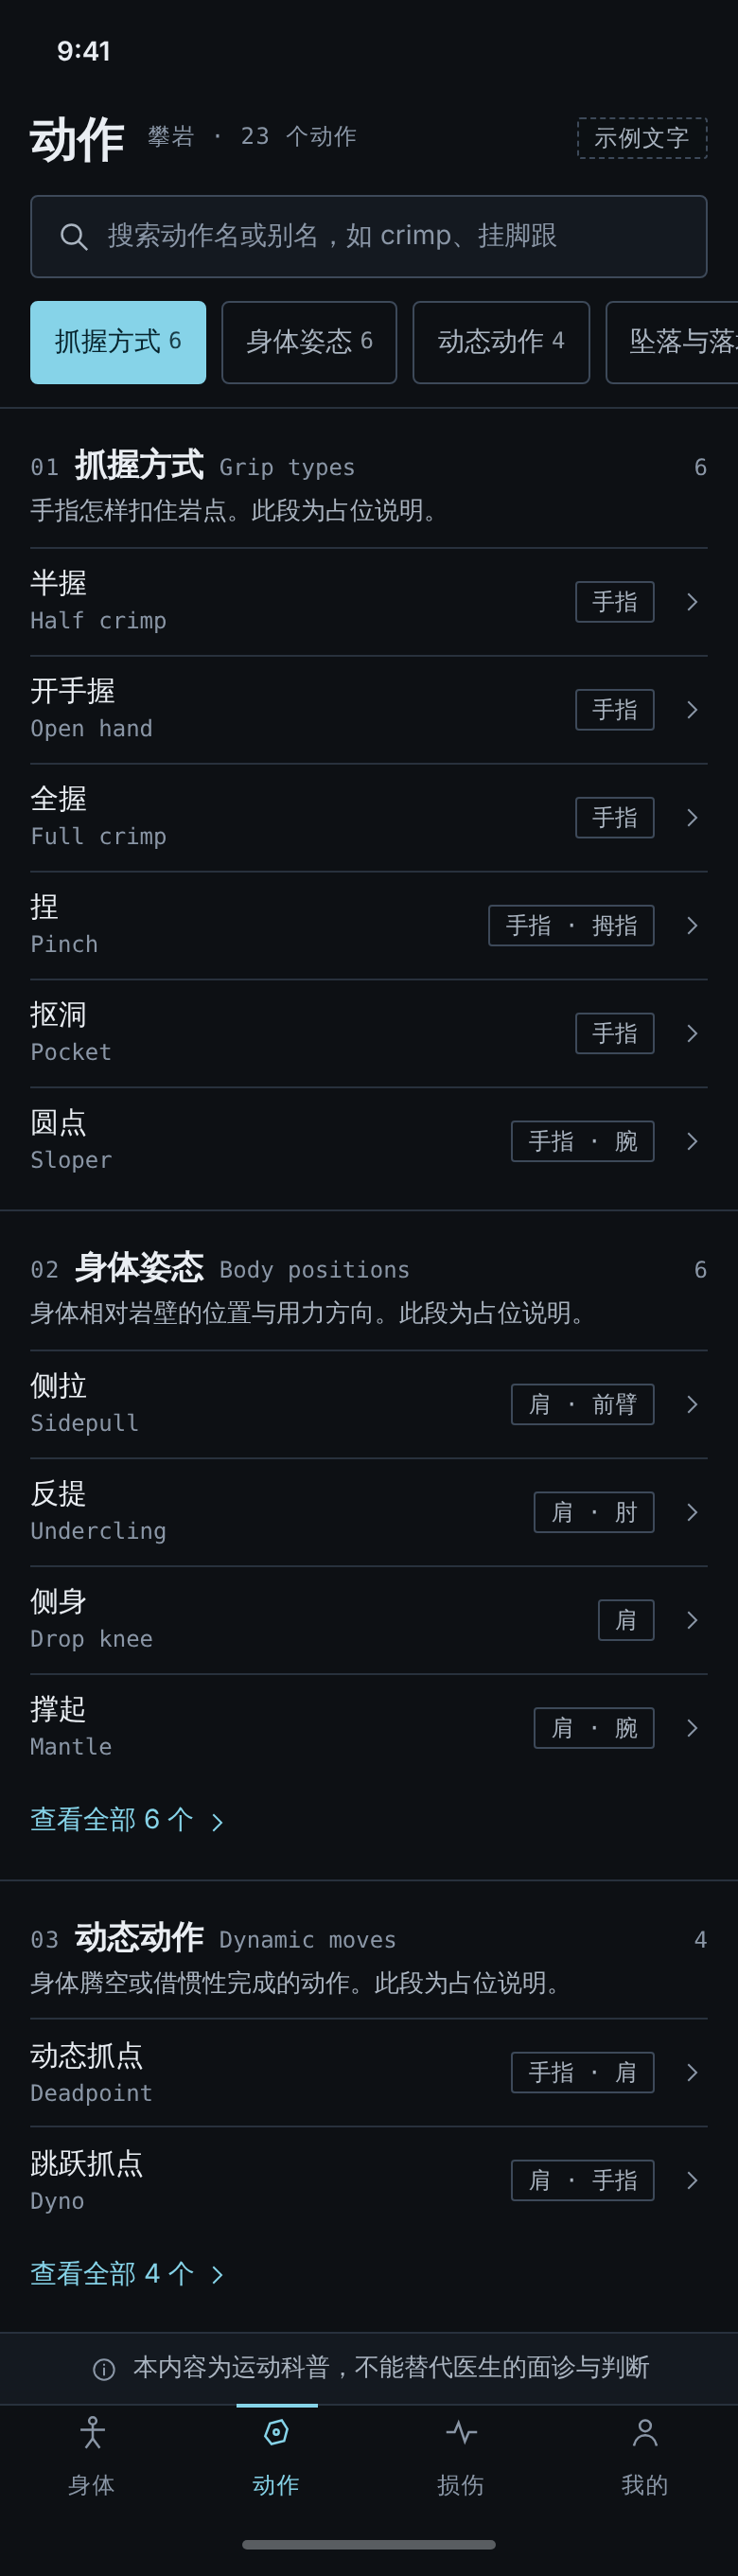 9:41
动作 攀岩 · 23 个动作 示例文字
搜索动作名或别名，如 crimp、挂脚跟
抓握方式 6 身体姿态 6 动态动作 4 坠落与落
01 抓握方式 Grip types 6
手指怎样扣住岩点。此段为占位说明。
半握 手指
Half crimp
开手握 手指
Open hand
全握 手指
Full crimp
捏 手指 · 拇指
Pinch
抠洞 手指
Pocket
圆点 手指 · 腕
Sloper
02 身体姿态 Body positions 6
身体相对岩壁的位置与用力方向。此段为占位说明。
侧拉 肩 · 前臂
Sidepull
反提 肩 · 肘
Undercling
侧身 肩
Drop knee
撑起 肩 · 腕
Mantle
查看全部 6 个
03 动态动作 Dynamic moves 4
身体腾空或借惯性完成的动作。此段为占位说明。
动态抓点 手指 · 肩
Deadpoint
跳跃抓点 肩 · 手指
Dyno
查看全部 4 个
本内容为运动科普，不能替代医生的面诊与判断
身体 动作 损伤 我的